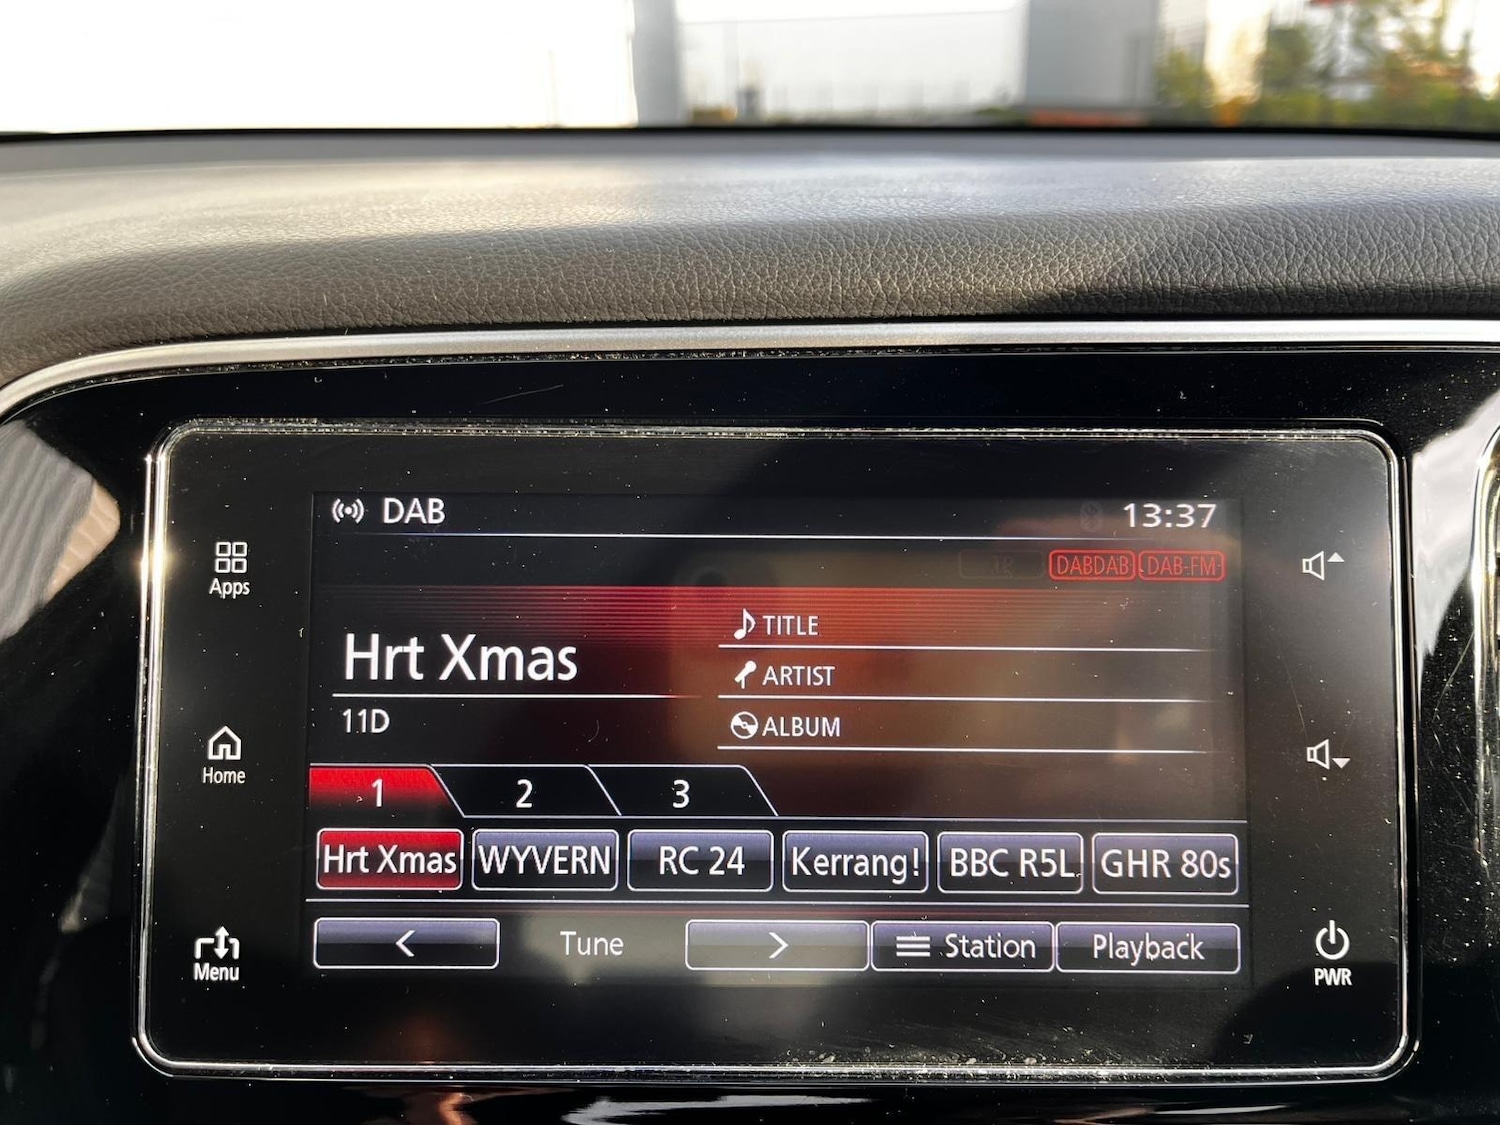 DAB
13:37
DABDAB
DAB-FM
Apps
Hrt Xmas
11D
TITLE
ARTIST
ALBUM
Home
1 2 3
Hrt Xmas WYVERN RC 24 Kerrang! BBC R5L GHR 80s
< Tune > Station Playback
Menu
PWR